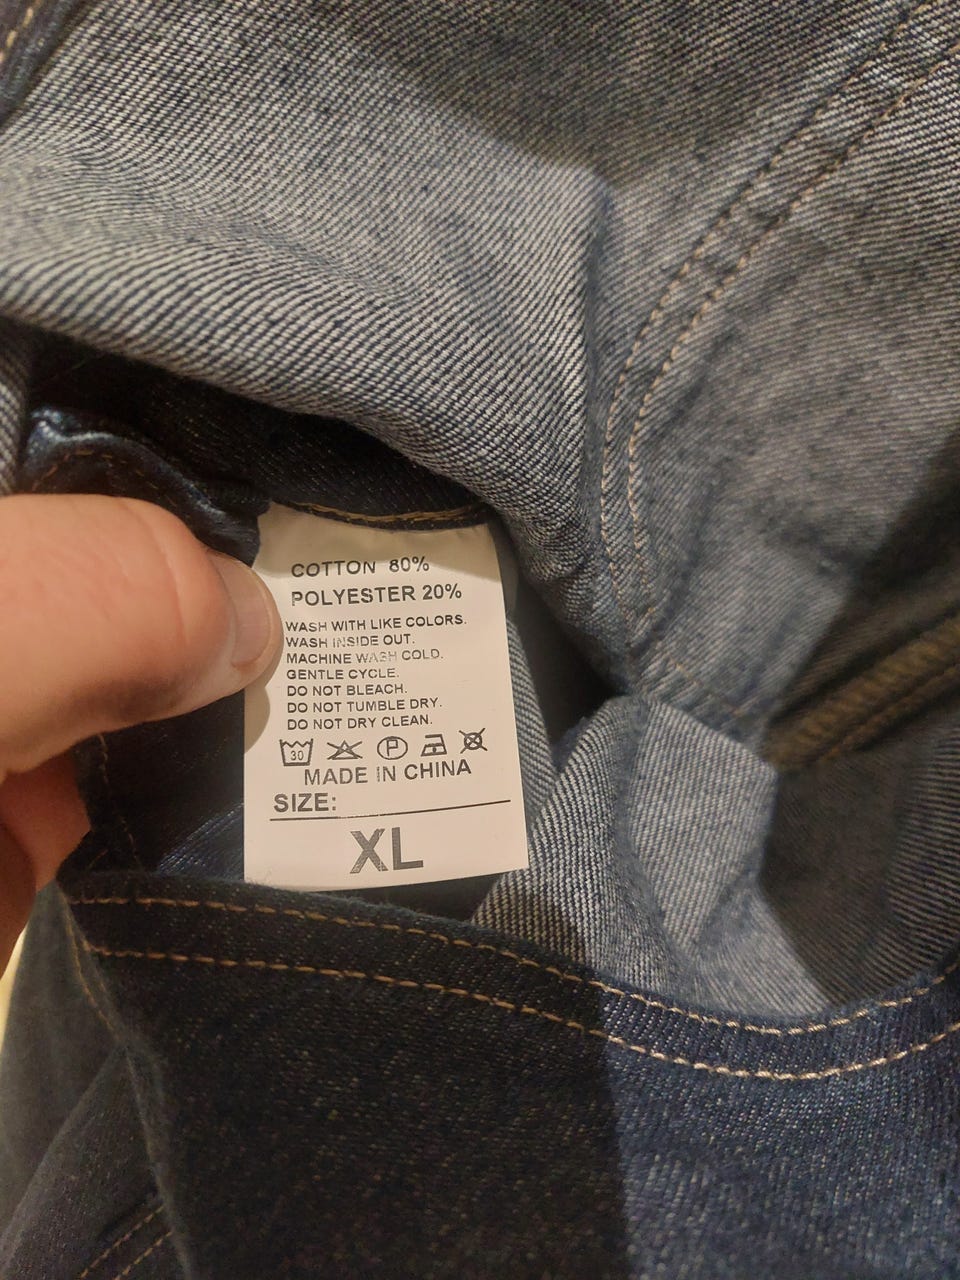 COTTON 80%
POLYESTER 20%
WASH WITH LIKE COLORS.
WASH INSIDE OUT.
MACHINE WASH COLD.
GENTLE CYCLE.
DO NOT BLEACH.
DO NOT TUMBLE DRY.
DO NOT DRY CLEAN.
30 P
MADE IN CHINA
SIZE:
XL